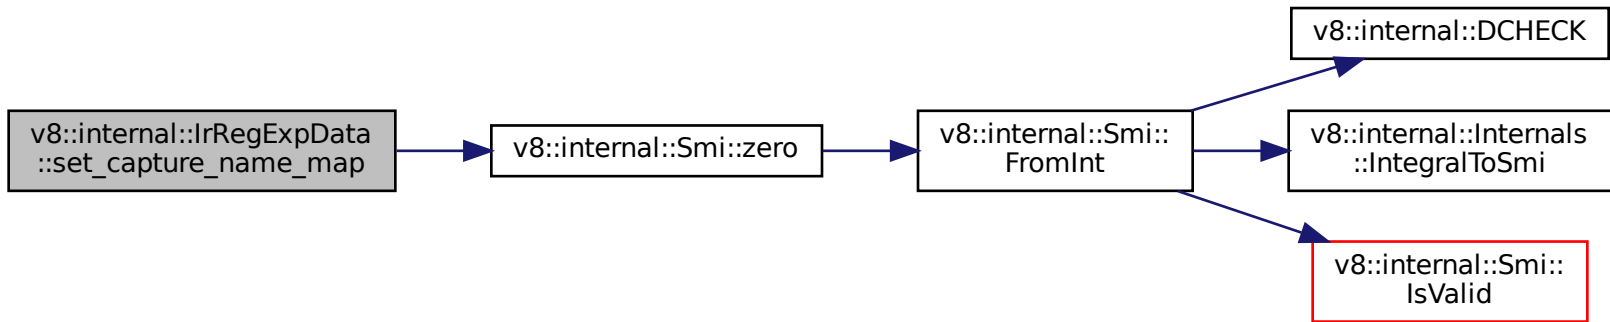 v8::internal::IrRegExpData
::set_capture_name_map
v8::internal::Smi::zero
v8::internal::Smi::
FromInt
v8::internal::DCHECK
v8::internal::Internals
::IntegralToSmi
v8::internal::Smi::
IsValid